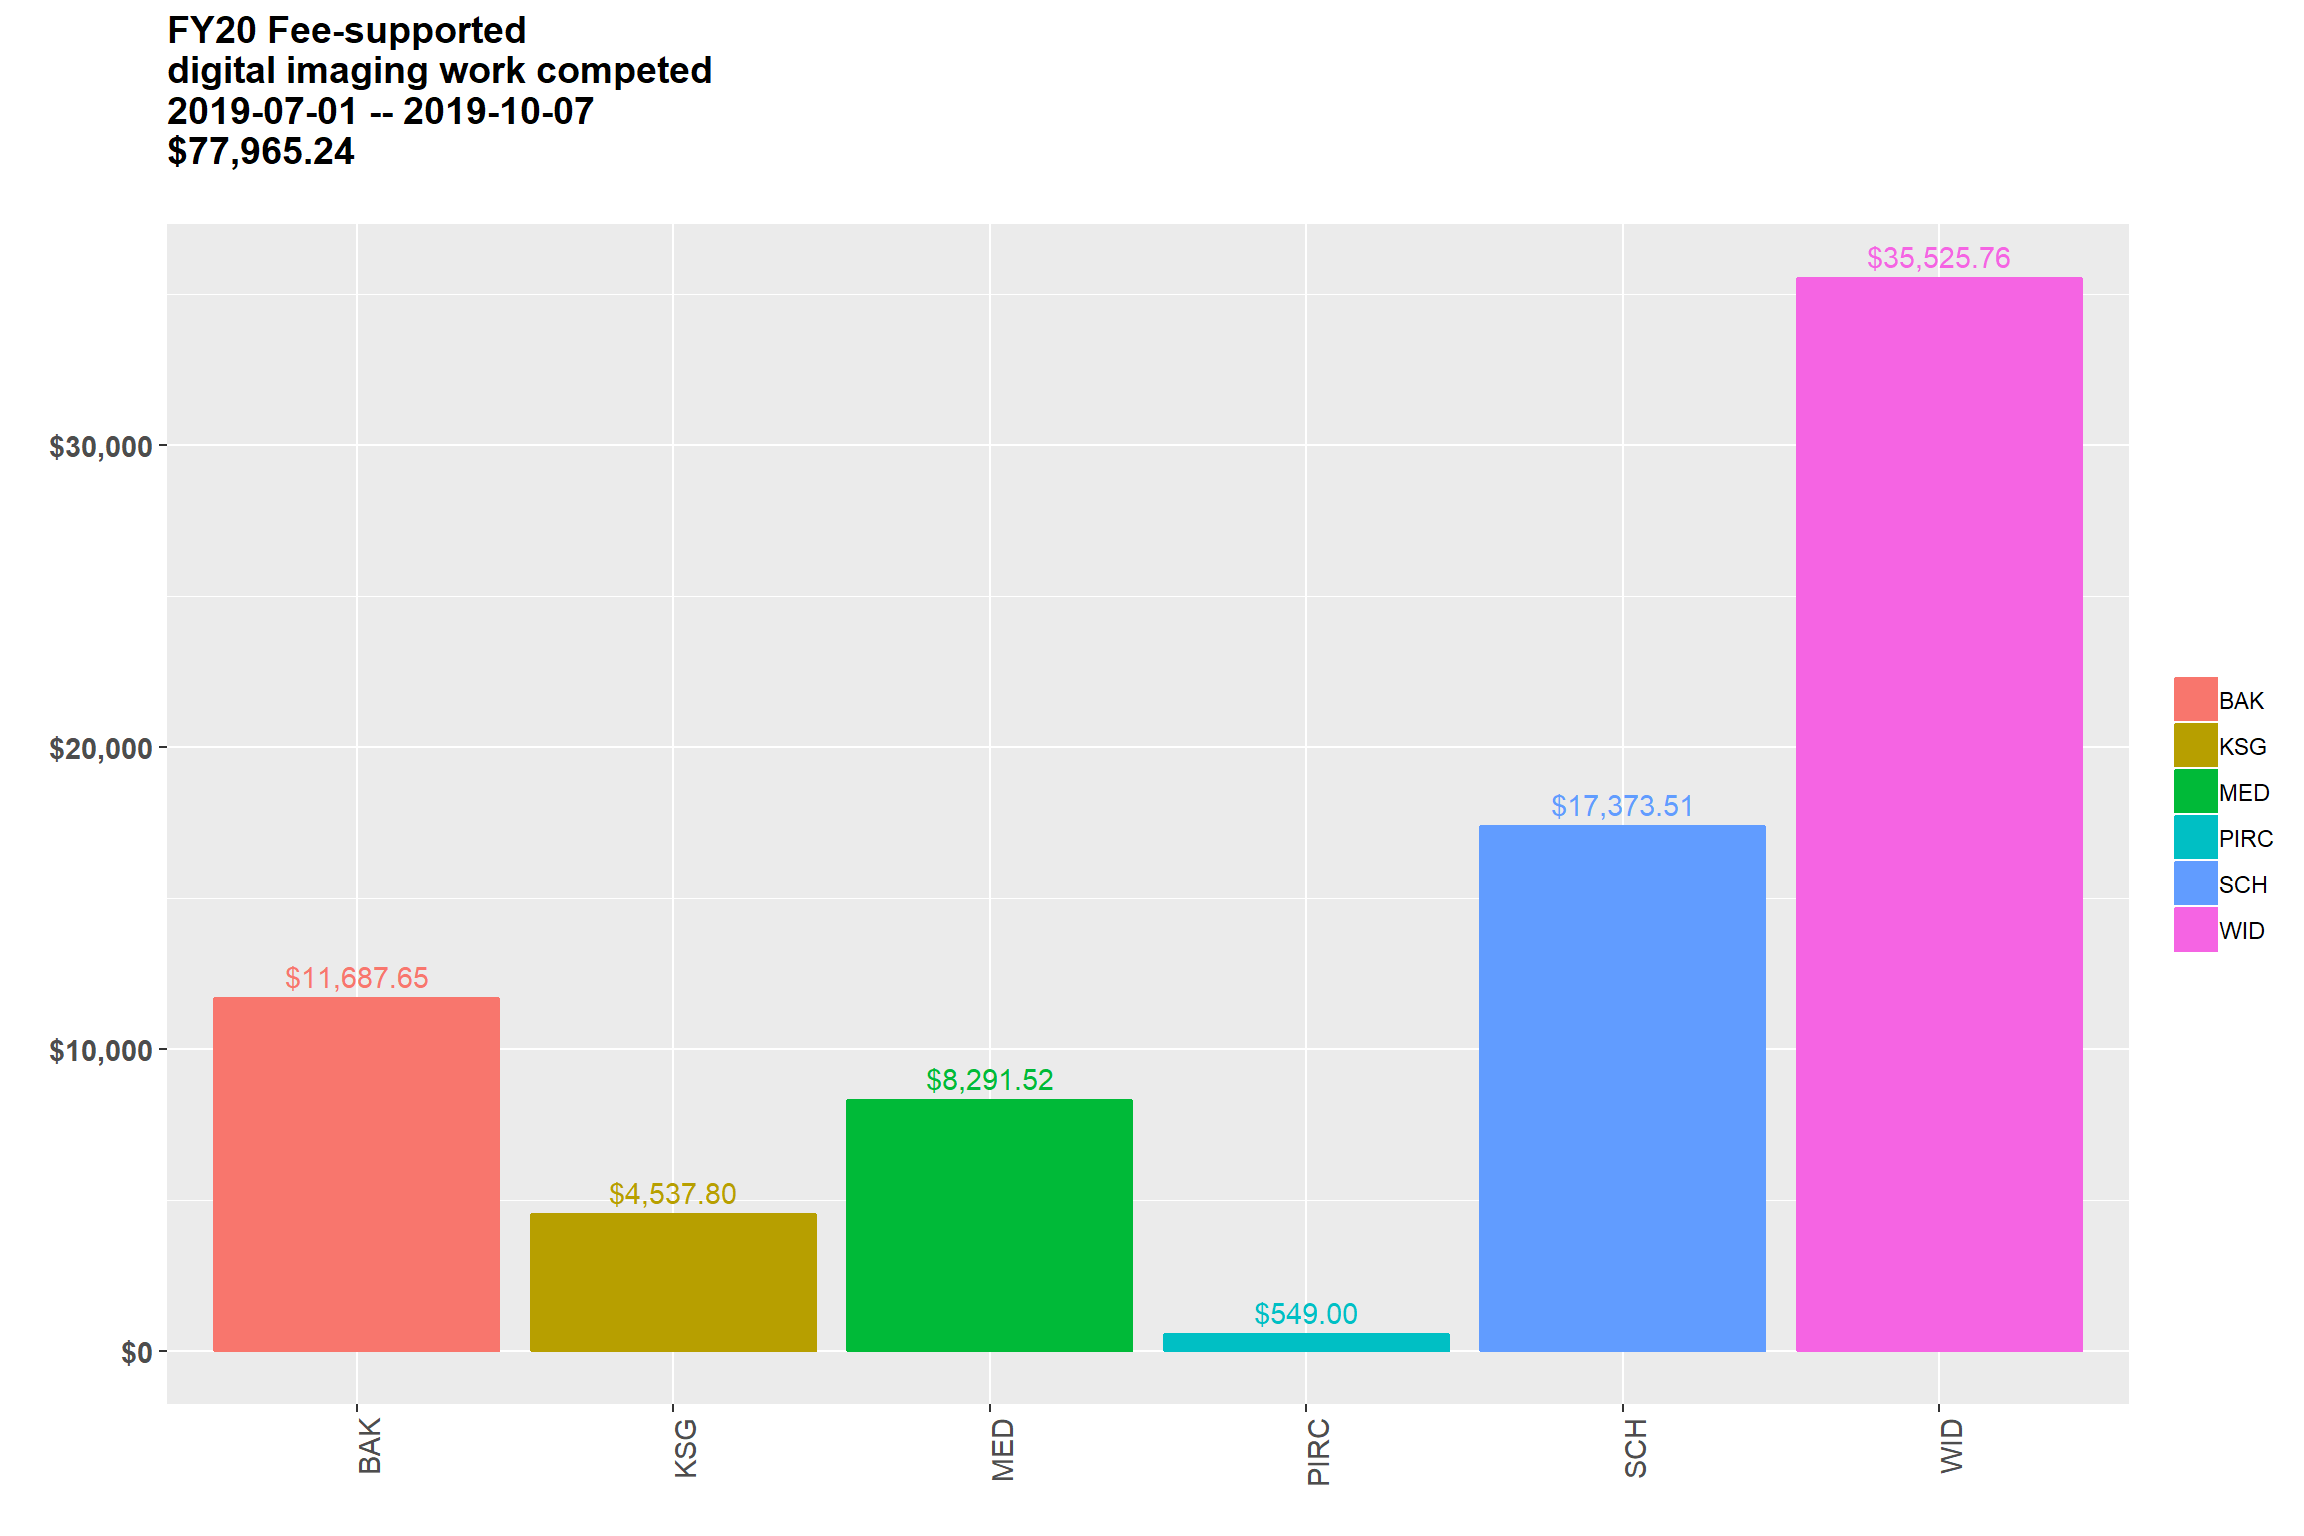 FY20 Fee-supported
digital imaging work competed
2019-07-01 -- 2019-10-07
$77,965.24
$35,525.76
$30,000
$20,000
$17,373.51
$11,687.65
$10,000
$8,291.52
$4,537.80
$549.00
$0
BAK
KSG
MED
PIRC
SCH
WID
BAK
KSG
MED
PIRC
SCH
WID